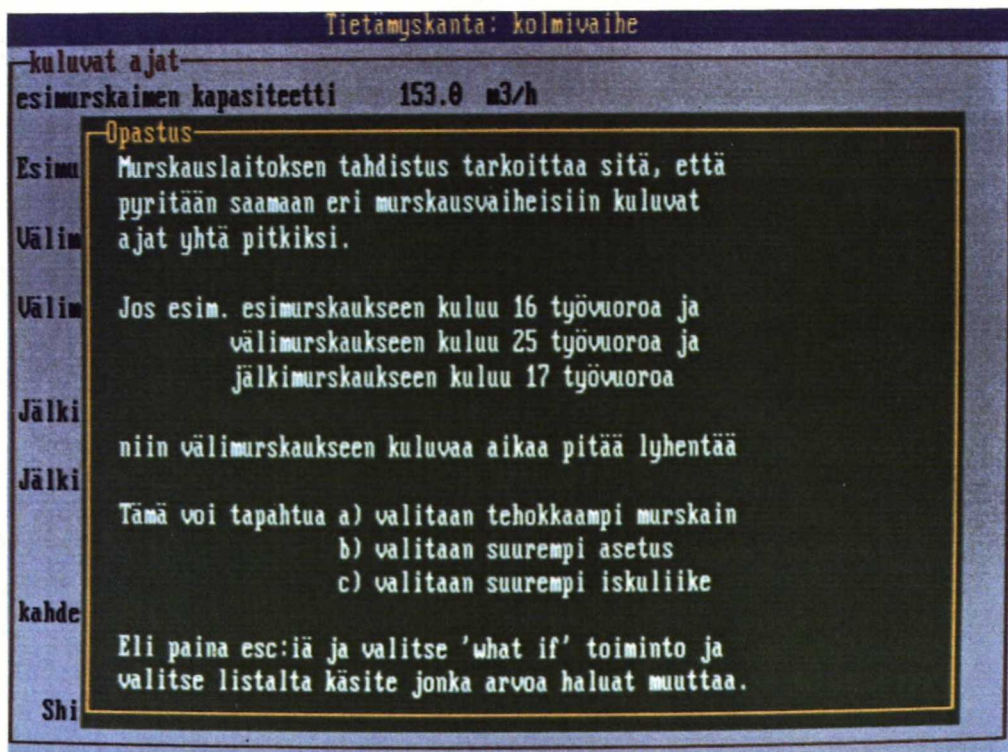 Tietämyskanta: kolmivaihe
kuluvat ajat
esimurskaimen kapasiteetti 153.0 m3/h
Opastus
Esimu
Murskauslaitoksen tahdistus tarkoittaa sitä, että
pyritään saamaan eri murskausvaiheisiin kuluvat
Välim
ajat yhtä pitkiksi.
Välim
Jos esim. esimurskaukseen kuluu 16 työvuoroa ja
välimurskaukseen kuluu 25 työvuoroa ja
jälkimurskaukseen kuluu 17 työvuoroa
Jälki
niin välimurskaukseen kuluvaa aikaa pitää lyhentää
Jälki
Tämä voi tapahtua a) valitaan tehokkaampi murskain
b) valitaan suurempi asetus
c) valitaan suurempi iskuliike
kahde
Eli paina esc:iä ja valitse 'what if' toiminto ja
valitse listalta käsite jonka arvoa haluat muuttaa.
Shi